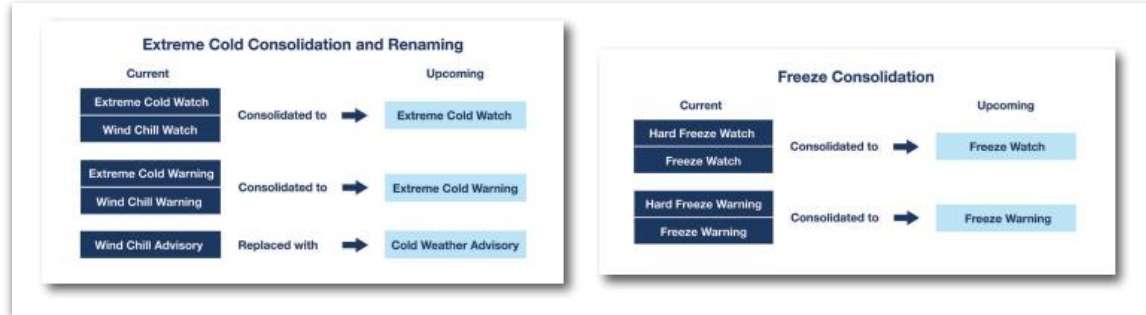 Extreme Cold Consolidation and Renaming
Current
Upcoming
Extreme Cold Watch
Wind Chill Watch
Consolidated to
Extreme Cold Watch
Extreme Cold Warning
Wind Chill Warning
Consolidated to
Extreme Cold Warning
Wind Chill Advisory
Replaced with
Cold Weather Advisory
Freeze Consolidation
Current
Upcoming
Hard Freeze Watch
Freeze Watch
Consolidated to
Freeze Watch
Hard Freeze Warning
Freeze Warning
Consolidated to
Freeze Warning